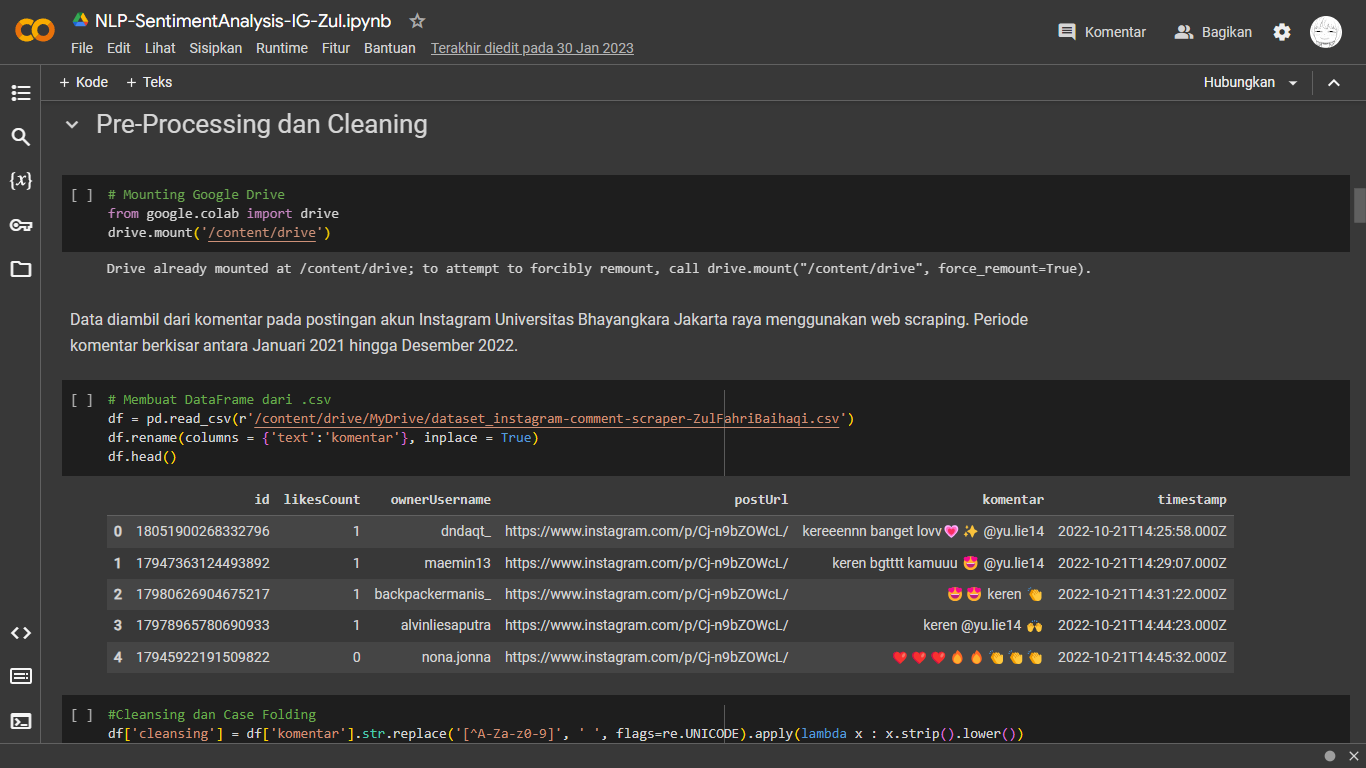 NLP-SentimentAnalysis-IG-Zul.ipynb
File Edit Lihat Sisipkan Runtime Fitur Bantuan Terakhir diedit pada 30 Jan 2023
Komentar Bagikan
+ Kode + Teks
Hubungkan
Pre-Processing dan Cleaning
[ ] # Mounting Google Drive
from google.colab import drive
drive.mount('/content/drive')
Drive already mounted at /content/drive; to attempt to forcibly remount, call drive.mount("/content/drive", force_remount=True).
Data diambil dari komentar pada postingan akun Instagram Universitas Bhayangkara Jakarta raya menggunakan web scraping. Periode
komentar berkisar antara Januari 2021 hingga Desember 2022.
[ ] # Membuat DataFrame dari .csv
df = pd.read_csv(r'/content/drive/MyDrive/dataset_instagram-comment-scraper-ZulFahriBaihaqi.csv')
df.rename(columns = {'text':'komentar'}, inplace = True)
df.head()
id likesCount ownerUsername postUrl komentar timestamp
0 18051900268332796 1 dndaqt_ https://www.instagram.com/p/Cj-n9bZOWcL/ kereeennn banget lovv💗✨ @yu.lie14 2022-10-21T14:25:58.000Z
1 17947363124493892 1 maemin13 https://www.instagram.com/p/Cj-n9bZOWcL/ keren bgtttt kamuuu 😍 @yu.lie14 2022-10-21T14:29:07.000Z
2 17980626904675217 1 backpackermanis_ https://www.instagram.com/p/Cj-n9bZOWcL/ 😍😍 keren 👏 2022-10-21T14:31:22.000Z
3 17978965780690933 1 alvinliesaputra https://www.instagram.com/p/Cj-n9bZOWcL/ keren @yu.lie14 🙌 2022-10-21T14:44:23.000Z
4 17945922191509822 0 nona.jonna https://www.instagram.com/p/Cj-n9bZOWcL/ ❤️❤️❤️🔥🔥👏👏👏 2022-10-21T14:45:32.000Z
[ ] #Cleansing dan Case Folding
df['cleansing'] = df['komentar'].str.replace('[^A-Za-z0-9]', ' ', flags=re.UNICODE).apply(lambda x : x.strip().lower())